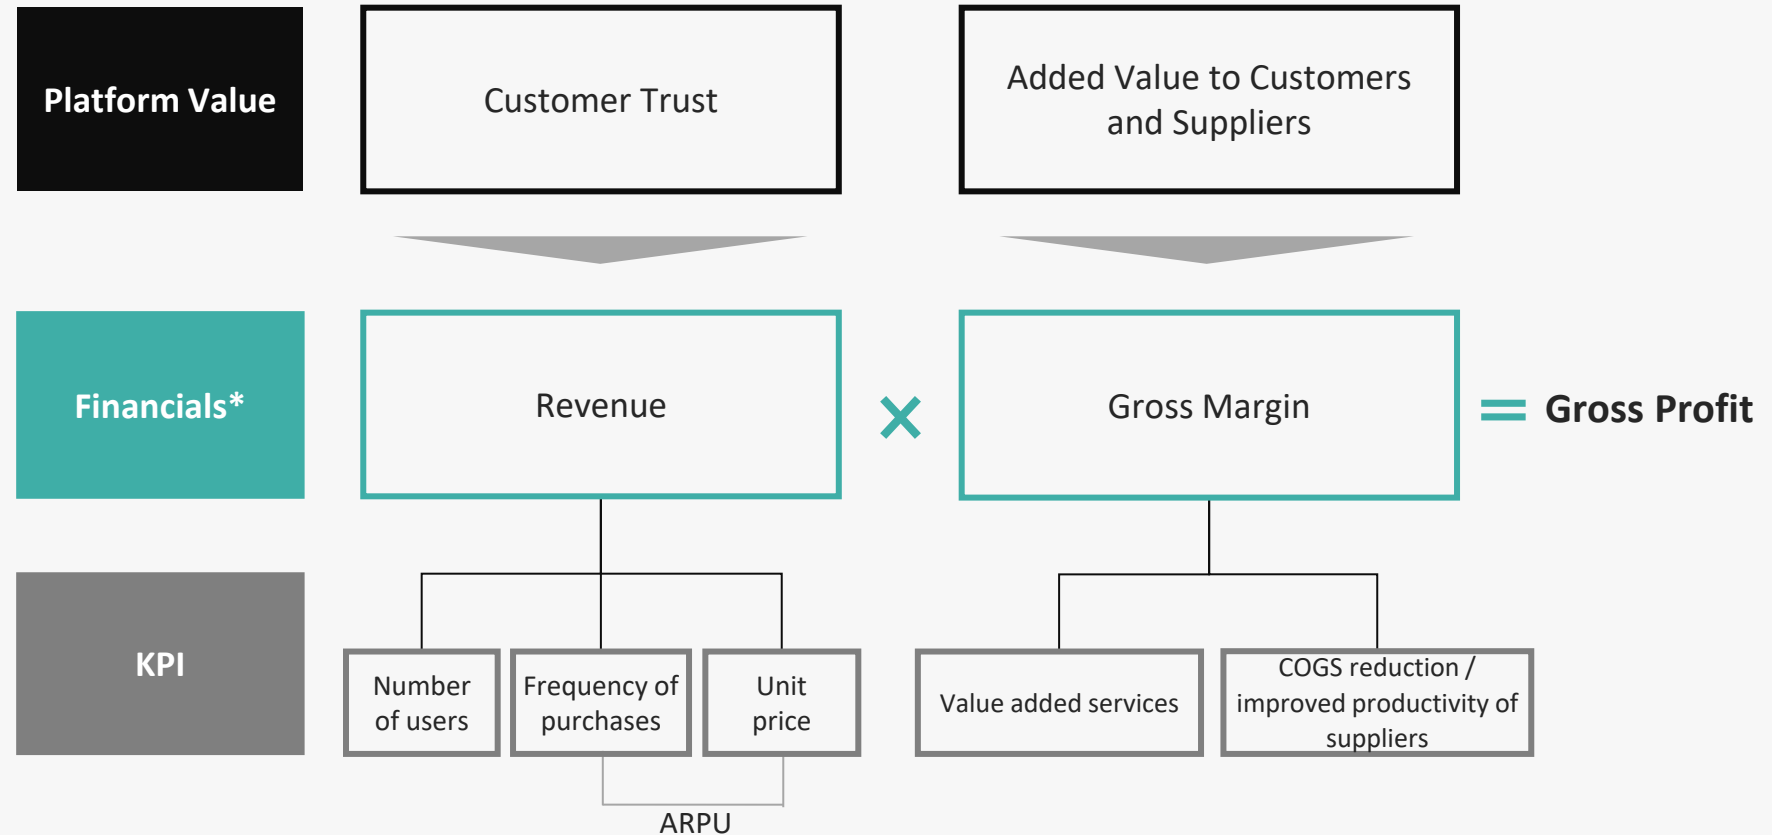 Platform Value
Customer Trust
Added Value to Customers
and Suppliers
Financials*
Revenue
×
Gross Margin
=
Gross Profit
KPI
Number
of users
Frequency of
purchases
Unit
price
Value added services
COGS reduction /
improved productivity of
suppliers
ARPU